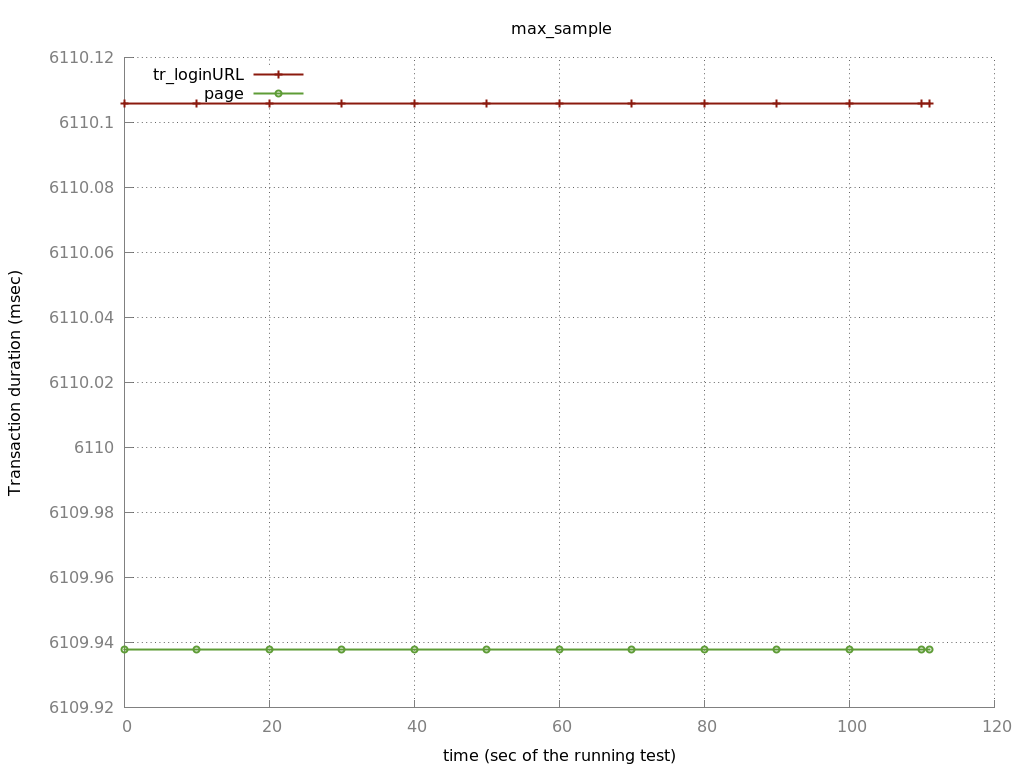 max_sample
6110.12
tr_loginURL
page
6110.1
6110.08
6110.06
6110.04
6110.02
6110
6109.98
6109.96
6109.94
6109.92
Transaction duration (msec)
0 20 40 60 80 100 120
time (sec of the running test)